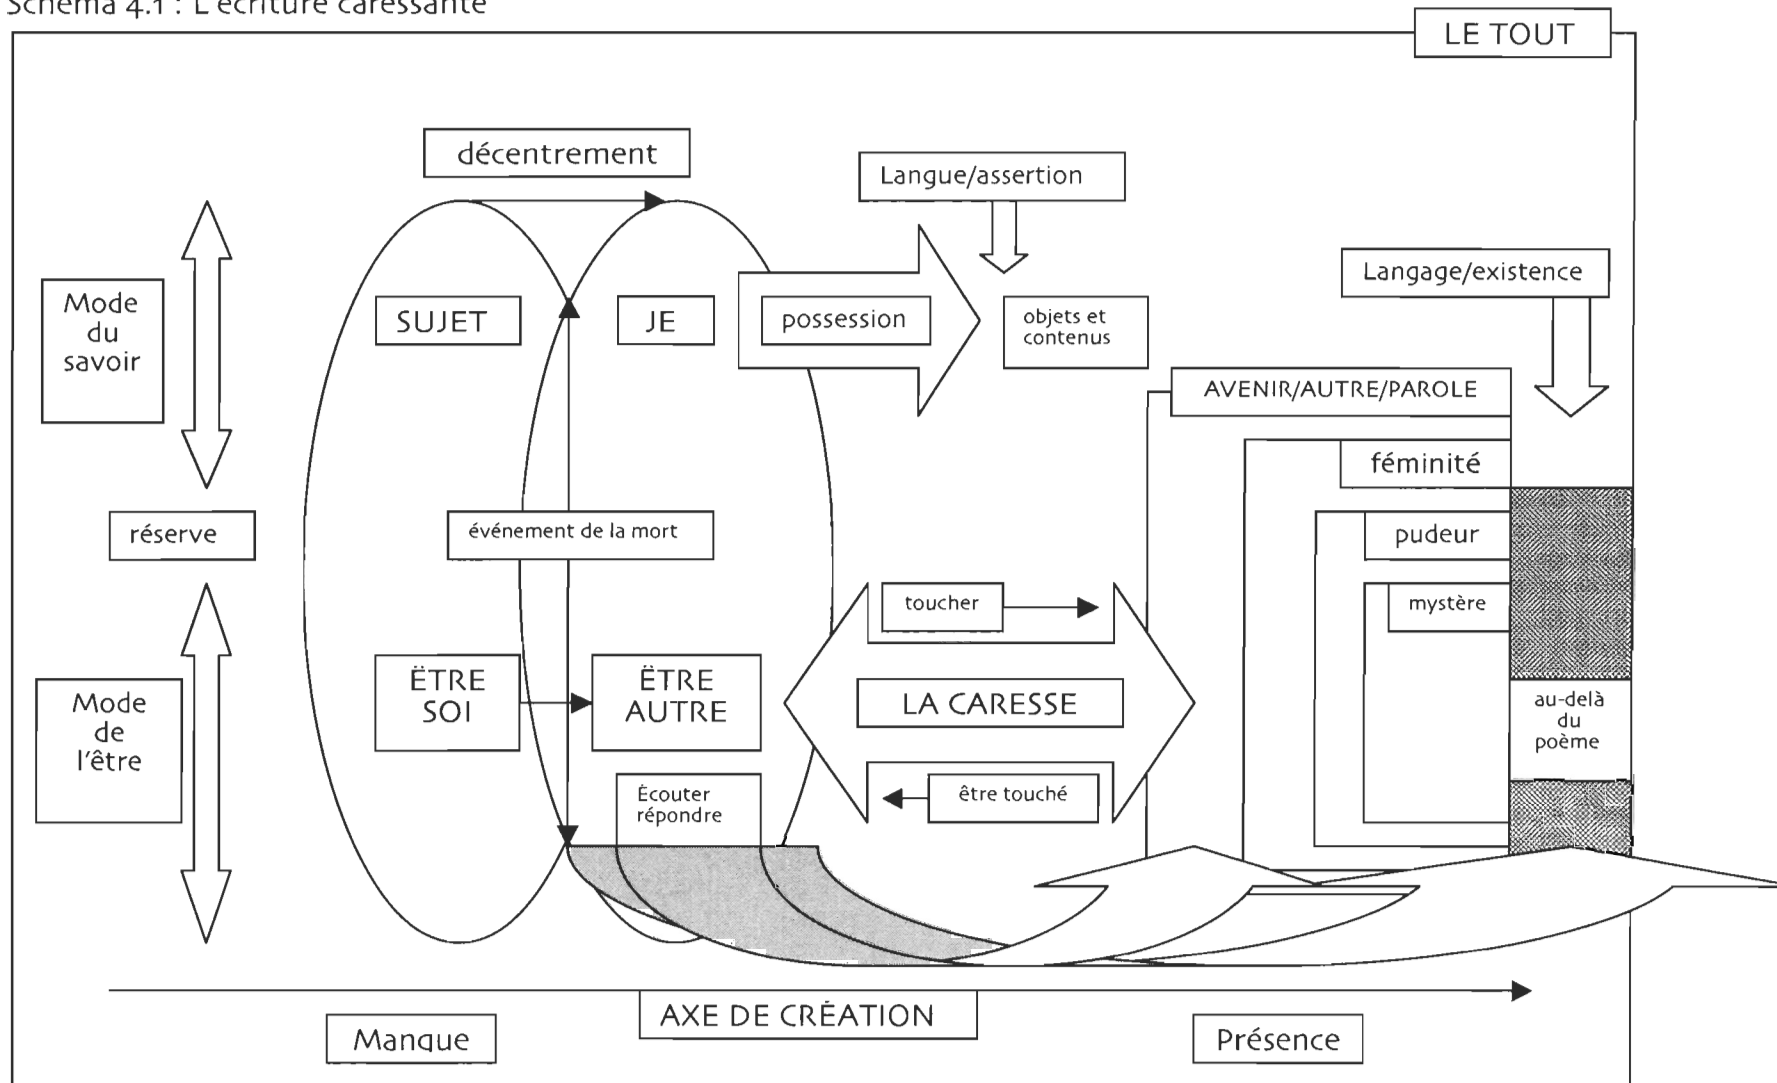 Schéma 4.1 : L'écriture caressante
LE TOUT
décentrement
Langue/assertion
Langage/existence
Mode
du
savoir
SUJET
JE
possession
objets et
contenus
AVENIR/AUTRE/PAROLE
féminité
réserve
événement de la mort
pudeur
toucher
mystère
Mode
de
l'être
ËTRE
SOI
ËTRE
AUTRE
LA CARESSE
au-delà
du
poème
Écouter
répondre
être touché
AXE DE CRÉATION
Manque
Présence